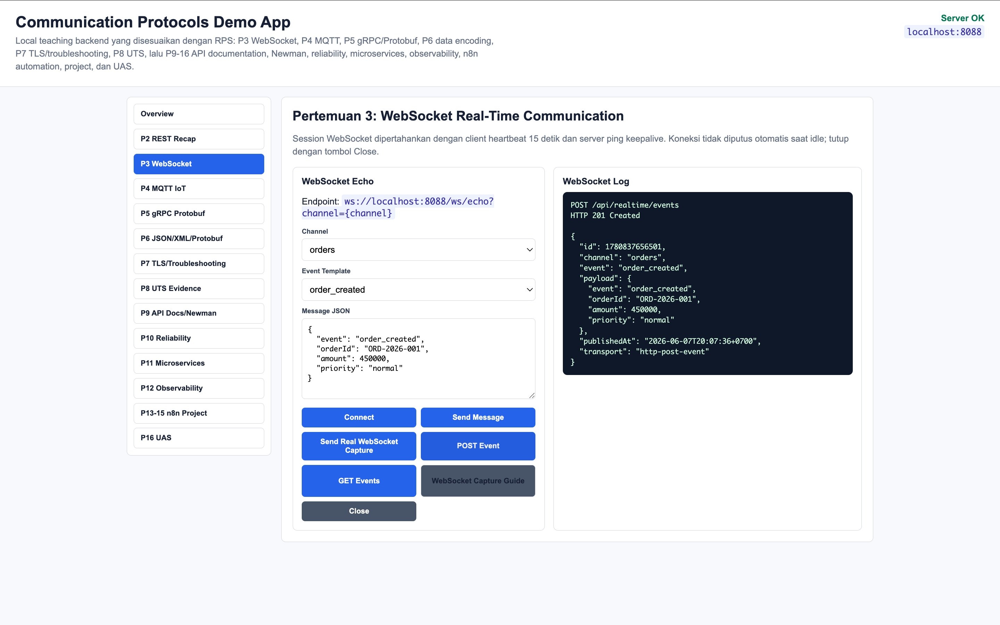 Communication Protocols Demo App
Local teaching backend yang disesuaikan dengan RPS: P3 WebSocket, P4 MQTT, P5 gRPC/Protobuf, P6 data encoding,
P7 TLS/troubleshooting, P8 UTS, lalu P9-16 API documentation, Newman, reliability, microservices, observability, n8n
automation, project, dan UAS.
Server OK
localhost:8088
Overview
P2 REST Recap
P3 WebSocket
P4 MQTT IoT
P5 gRPC Protobuf
P6 JSON/XML/Protobuf
P7 TLS/Troubleshooting
P8 UTS Evidence
P9 API Docs/Newman
P10 Reliability
P11 Microservices
P12 Observability
P13-15 n8n Project
P16 UAS
Pertemuan 3: WebSocket Real-Time Communication
Session WebSocket dipertahankan dengan client heartbeat 15 detik dan server ping keepalive. Koneksi tidak diputus otomatis saat idle; tutup
dengan tombol Close.
WebSocket Echo
Endpoint: ws://localhost:8088/ws/echo?
channel={channel}
Channel
orders
Event Template
order_created
Message JSON
{
  "event": "order_created",
  "orderId": "ORD-2026-001",
  "amount": 450000,
  "priority": "normal"
}
Connect
Send Message
Send Real WebSocket
Capture
POST Event
GET Events
WebSocket Capture Guide
Close
WebSocket Log
POST /api/realtime/events
HTTP 201 Created
{
  "id": 1780837656501,
  "channel": "orders",
  "event": "order_created",
  "payload": {
    "event": "order_created",
    "orderId": "ORD-2026-001",
    "amount": 450000,
    "priority": "normal"
  },
  "publishedAt": "2026-06-07T20:07:36+0700",
  "transport": "http-post-event"
}